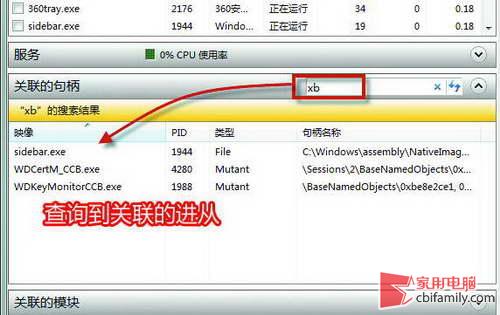 360tray.exe 2176 360安... 正在运行 34 0 0.18
sidebar.exe 1944 Windo... 正在运行 19 0 0.18
服务 0% CPU 使用率
关联的句柄 xb
“xb”的搜索结果
映像 PID 类型 句柄名称
sidebar.exe 1944 File C:\Windows\assembly\NativeImag...
WDCertM_CCB.exe 4280 Mutant \Sessions\2\BaseNamedObjects\0x...
WDKeyMonitorCCB.exe 1988 Mutant \BaseNamedObjects\0xbe8e2ce1, 0...
查询到关联的进从
关联的模块
家用电脑
cbifamily.com